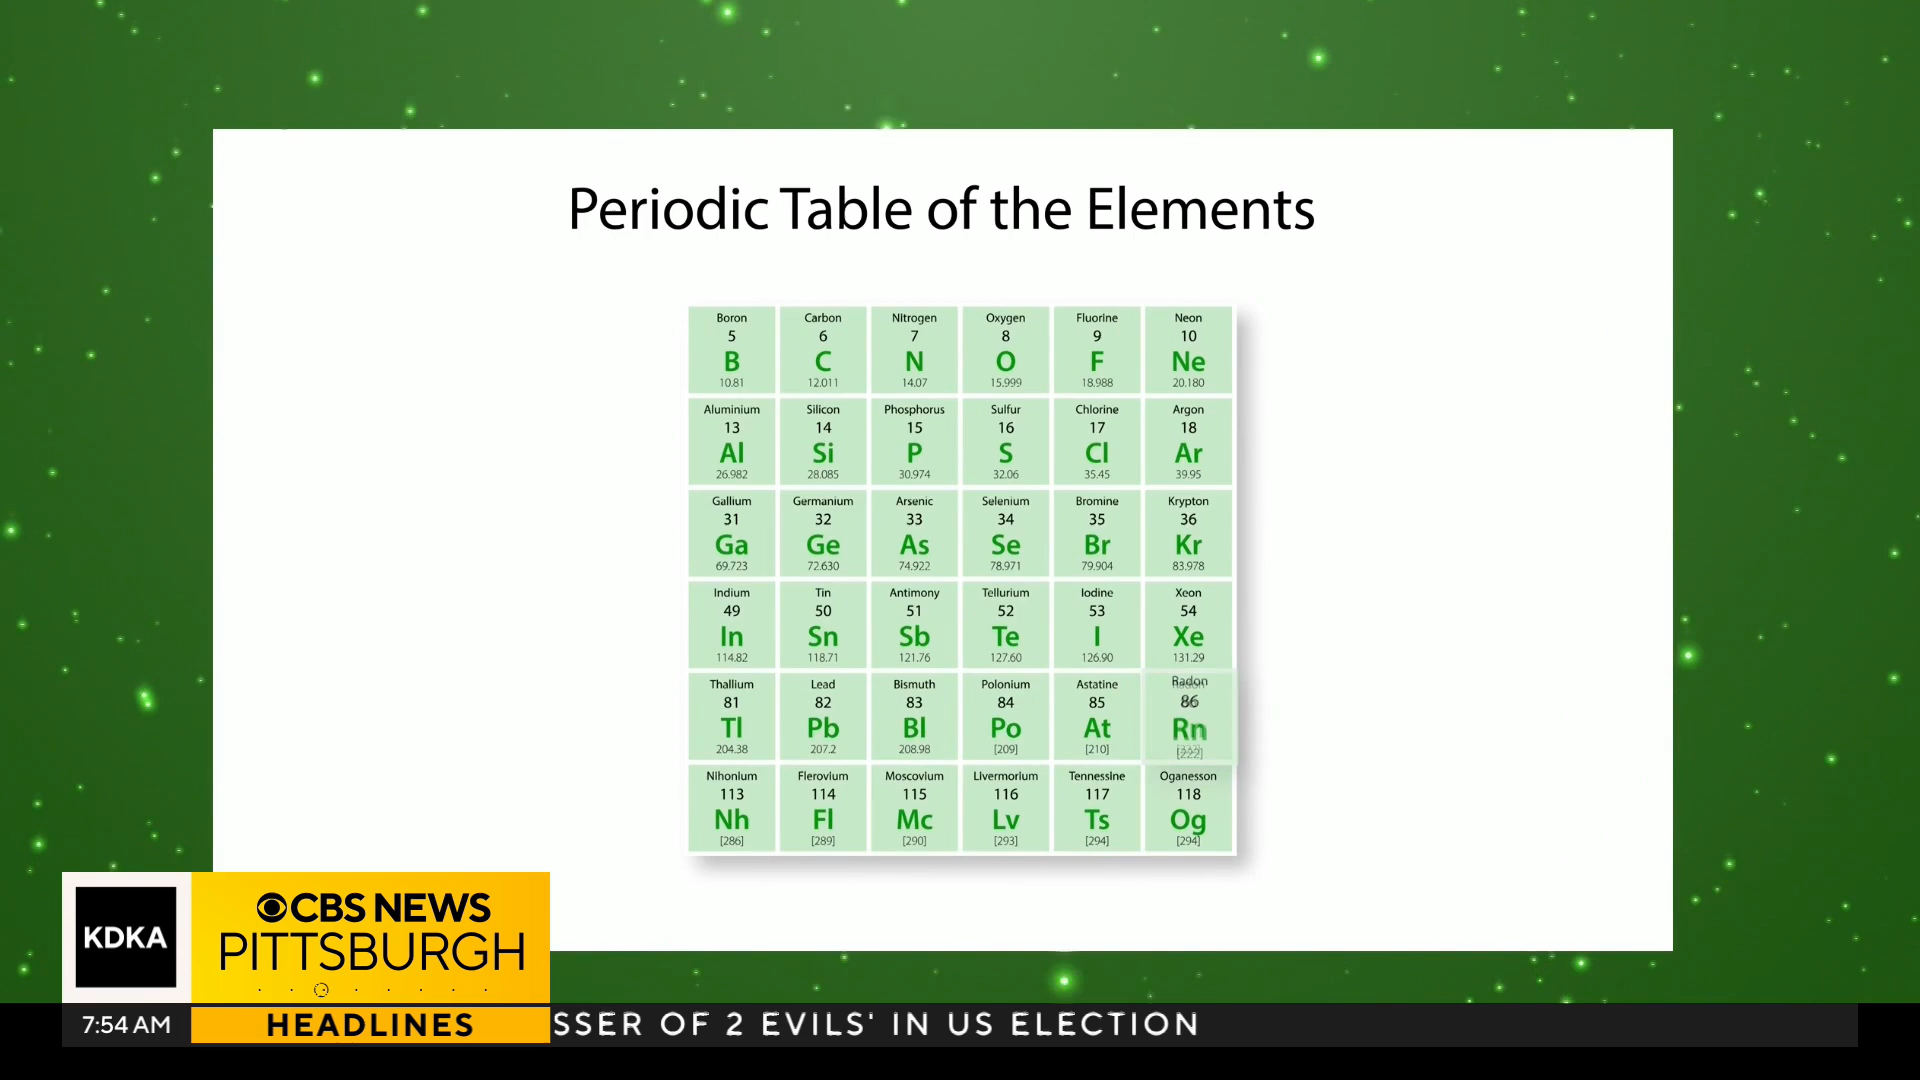 Periodic Table of the Elements
Boron Carbon Nitrogen Oxygen Fluorine Neon
5 6 7 8 9 10
B C N O F Ne
10.81 12.011 14.07 15.999 18.988 20.180
Aluminium Silicon Phosphorus Sulfur Chlorine Argon
13 14 15 16 17 18
Al Si P S Cl Ar
26.982 28.085 30.974 32.06 35.45 39.95
Gallium Germanium Arsenic Selenium Bromine Krypton
31 32 33 34 35 36
Ga Ge As Se Br Kr
69.723 72.630 74.922 78.971 79.904 83.978
Indium Tin Antimony Tellurium Iodine Xeon
49 50 51 52 53 54
In Sn Sb Te I Xe
114.82 118.71 121.76 127.60 126.90 131.29
Thallium Lead Bismuth Polonium Astatine Radon
81 82 83 84 85 86
Tl Pb Bl Po At Rn
204.38 207.2 208.98 [209] [210] [222]
Nihonium Flerovium Moscovium Livermorium Tennessine Oganesson
113 114 115 116 117 118
Nh Fl Mc Lv Ts Og
[286] [289] [290] [293] [294] [294]
KDKA
CBS NEWS
PITTSBURGH
7:54 AM
HEADLINES
SSER OF 2 EVILS' IN US ELECTION